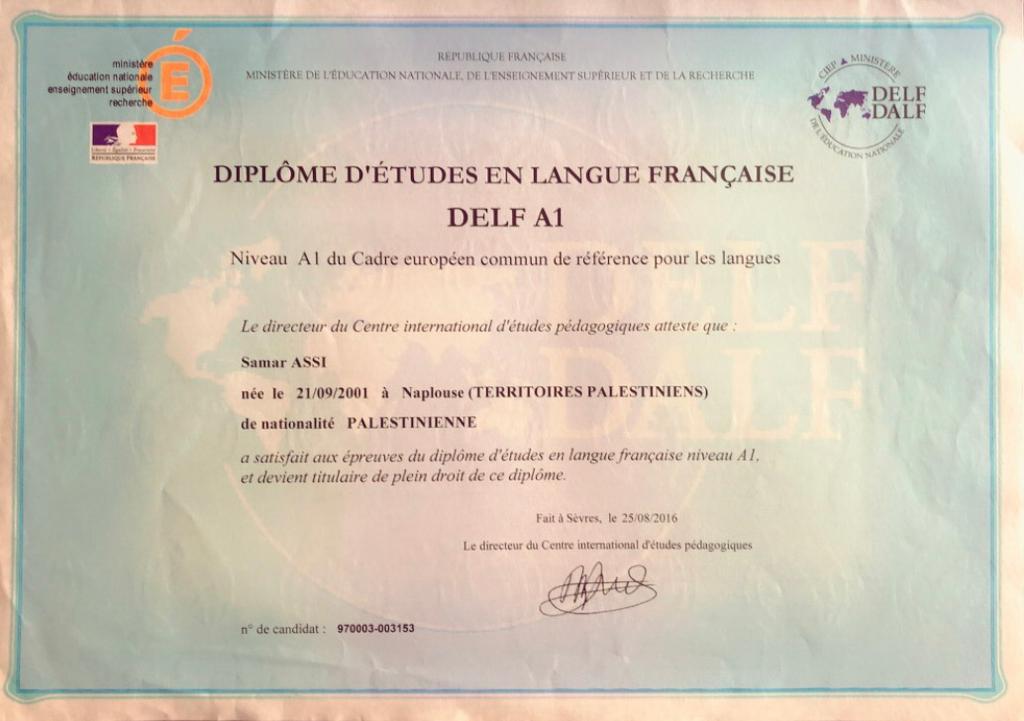 ministère
éducation nationale
enseignement supérieur
recherche
É
Liberté • Égalité • Fraternité
RÉPUBLIQUE FRANÇAISE
RÉPUBLIQUE FRANÇAISE
MINISTÈRE DE L'ÉDUCATION NATIONALE, DE L'ENSEIGNEMENT SUPÉRIEUR ET DE LA RECHERCHE
CIEP ▲ MINISTÈRE
DELF
DALF
DE L'ÉDUCATION NATIONALE
DIPLÔME D'ÉTUDES EN LANGUE FRANÇAISE
DELF A1
Niveau A1 du Cadre européen commun de référence pour les langues
DELF
DALF
Le directeur du Centre international d'études pédagogiques atteste que :
Samar ASSI
née le 21/09/2001 à Naplouse (TERRITOIRES PALESTINIENS)
de nationalité PALESTINIENNE
a satisfait aux épreuves du diplôme d'études en langue française niveau A1,
et devient titulaire de plein droit de ce diplôme.
Fait à Sèvres, le 25/08/2016
Le directeur du Centre international d'études pédagogiques
n° de candidat : 970003-003153